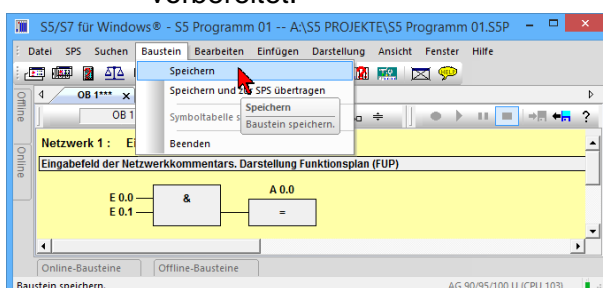 vorbereitet.
S5/S7 für Windows® - S5 Programm 01 -- A:\S5 PROJEKTE\S5 Programm 01.S5P
Datei SPS Suchen Baustein Bearbeiten Einfügen Darstellung Ansicht Fenster Hilfe
Speichern
Speichern und zur SPS übertragen
Symboltabelle s
Beenden
Speichern
Baustein speichern.
Offline
Online
OB 1***
OB 1
Netzwerk 1 : Ei
Eingabefeld der Netzwerkkommentars. Darstellung Funktionsplan (FUP)
A 0.0
E 0.0 &
E 0.1 =
Online-Bausteine Offline-Bausteine
Baustein speichern. AG 90/95/100 U (CPU 103)